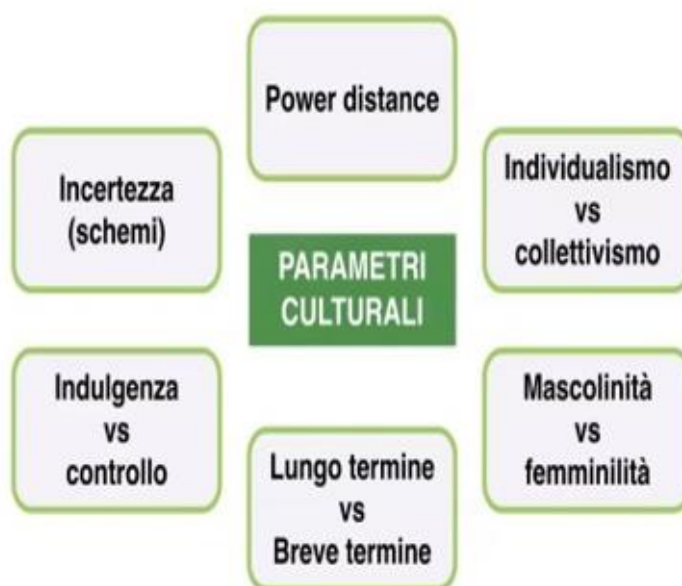 Power distance
Incertezza
(schemi)
Individualismo
vs
collettivismo
PARAMETRI
CULTURALI
Indulgenza
vs
controllo
Mascolinità
vs
femminilità
Lungo termine
vs
Breve termine